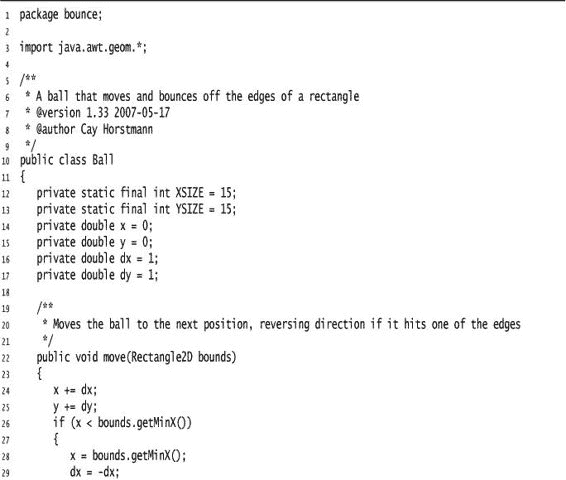 1 package bounce;
2
3 import java.awt.geom.*;
4
5 /**
6 * A ball that moves and bounces off the edges of a rectangle
7 * @version 1.33 2007-05-17
8 * @author Cay Horstmann
9 */
10 public class Ball
11 {
12 private static final int XSIZE = 15;
13 private static final int YSIZE = 15;
14 private double x = 0;
15 private double y = 0;
16 private double dx = 1;
17 private double dy = 1;
18
19 /**
20 * Moves the ball to the next position, reversing direction if it hits one of the edges
21 */
22 public void move(Rectangle2D bounds)
23 {
24 x += dx;
25 y += dy;
26 if (x < bounds.getMinX())
27 {
28 x = bounds.getMinX();
29 dx = -dx;